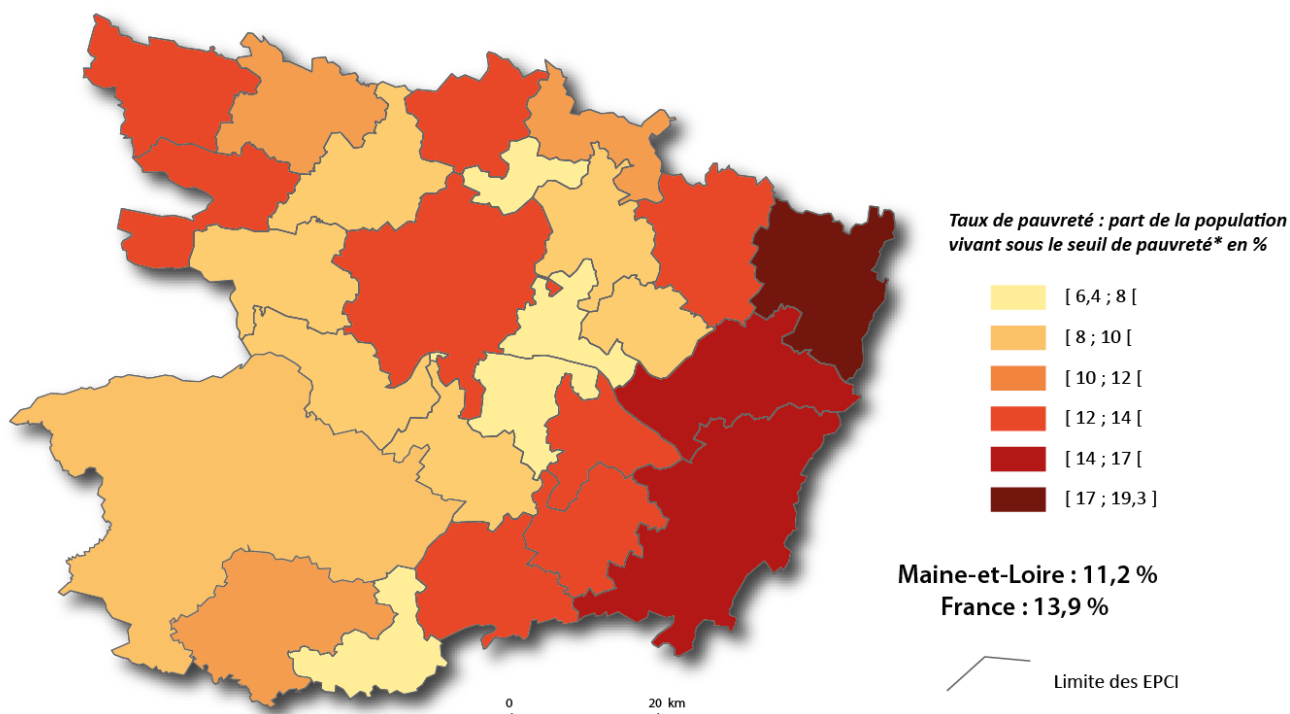 Taux de pauvreté : part de la population
vivant sous le seuil de pauvreté* en %
[ 6,4 ; 8 [
[ 8 ; 10 [
[ 10 ; 12 [
[ 12 ; 14 [
[ 14 ; 17 [
[ 17 ; 19,3 ]
Maine-et-Loire : 11,2 %
France : 13,9 %
Limite des EPCI
0 20 km